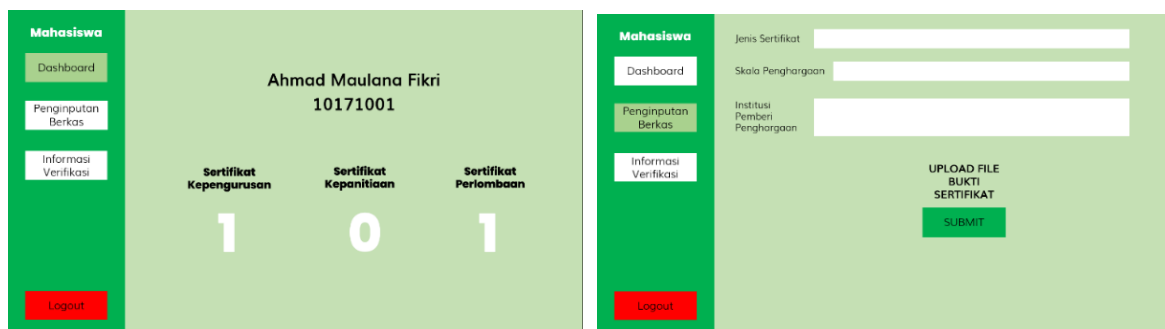 Mahasiswa
Dashboard
Penginputan
Berkas
Informasi
Verifikasi
Logout
Ahmad Maulana Fikri
10171001
Sertifikat
Kepengurusan
1
Sertifikat
Kepanitiaan
0
Sertifikat
Perlombaan
1
Mahasiswa
Dashboard
Penginputan
Berkas
Informasi
Verifikasi
Logout
Jenis Sertifikat
Skala Penghargaan
Institusi
Pemberi
Penghargaan
UPLOAD FILE
BUKTI
SERTIFIKAT
SUBMIT